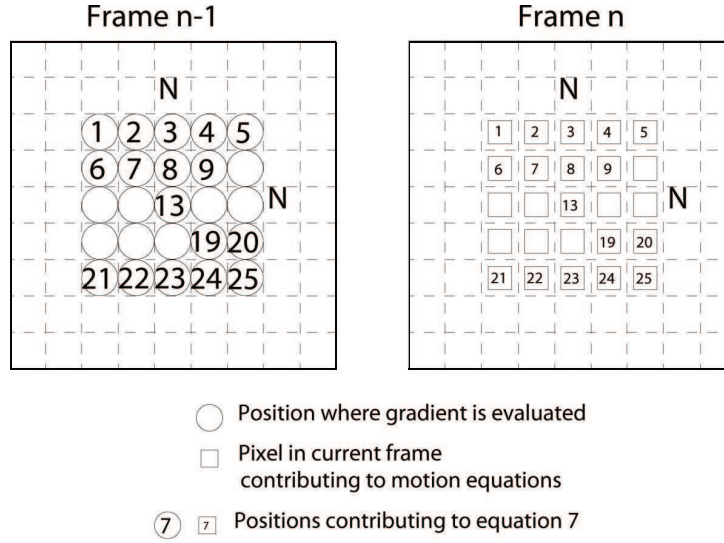 Frame n-1 Frame n
N N
1 2 3 4 5 1 2 3 4 5
6 7 8 9 6 7 8 9
13 N 13 N
19 20 19 20
21 22 23 24 25 21 22 23 24 25
Position where gradient is evaluated
Pixel in current frame
contributing to motion equations
7 7 Positions contributing to equation 7